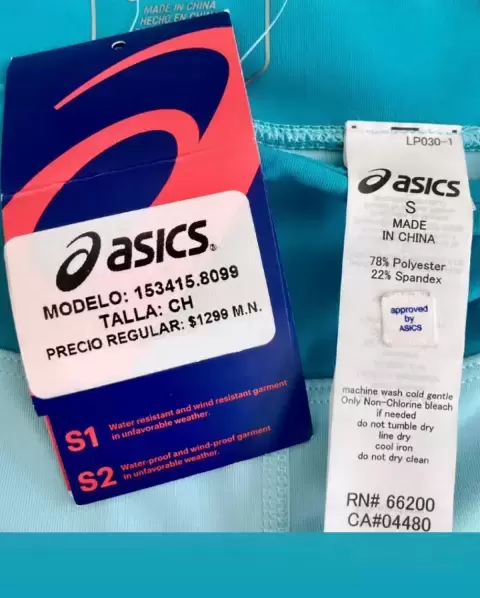 MADE IN CHINA
HECHO EN CHINA
asics
MODELO: 153415.8099
TALLA: CH
PRECIO REGULAR: $1299 M.N.
S1 Water resistant and wind resistant garment
in unfavorable weather.
S2 Water-proof and wind-proof garment
in unfavorable weather.
LP030-1
asics
S
MADE
IN CHINA
78% Polyester
22% Spandex
approved
by
ASICS
machine wash cold gentle
Only Non-Chlorine bleach
if needed
do not tumble dry
line dry
cool iron
do not dry clean
RN# 66200
CA#04480